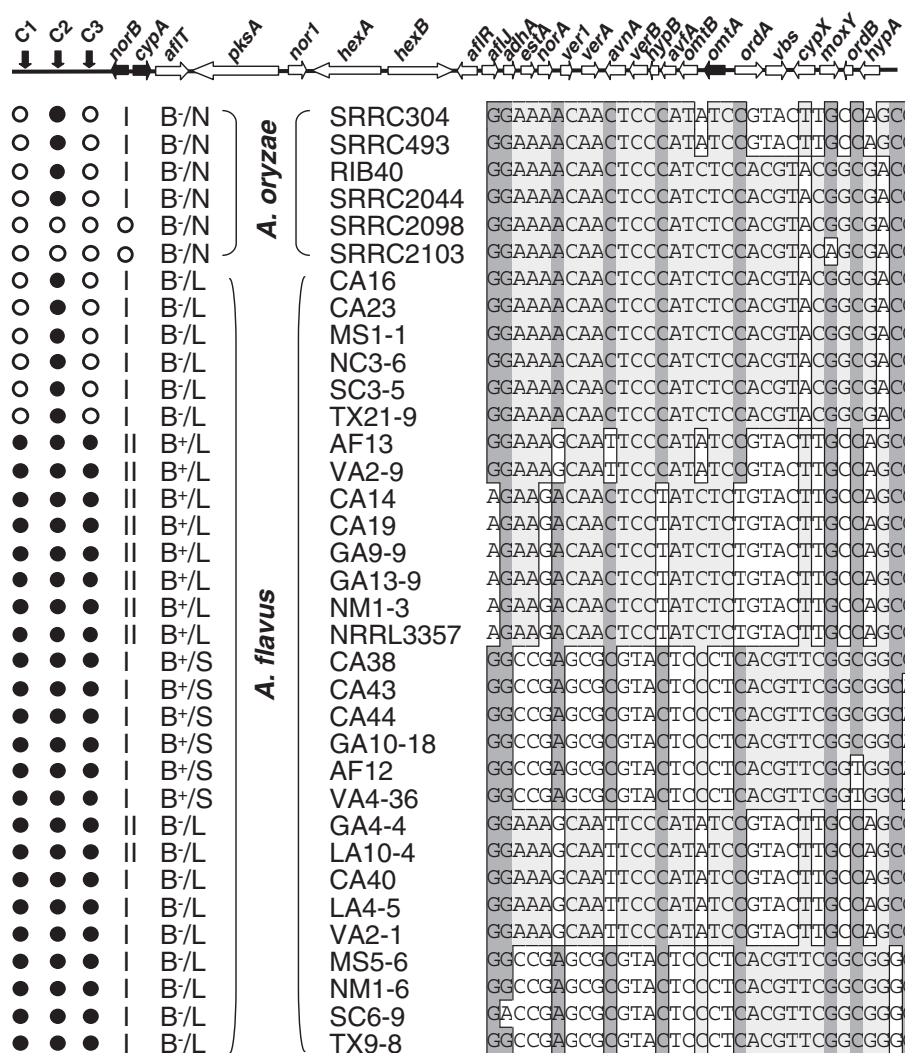 C1 C2 C3 norB cypA aflT pksA nor1 hexA hexB aflR aflJ adhA estA norA ver1 verA avnA verB hypB avfA omtB omtA ordA vbs cypX moxY ordB hypA
I B-/N SRRC304 GGAAAACAACTCCCATATCCGTACTTGCCAGC
I B-/N SRRC493 GGAAAACAACTCCCATATCCGTACTTGCCAGC
I B-/N RIB40 GGAAAACAACTCCCATCTCCACGTACGGCGAC
I B-/N SRRC2044 GGAAAACAACTCCCATCTCCACGTACGGCGAC
B-/N SRRC2098 GGAAAACAACTCCCATCTCCACGTACGGCGAC
B-/N SRRC2103 GGAAAACAACTCCCATCTCCACGTACAGCGAC
A. oryzae
I B-/L CA16 GGAAAACAACTCCCATCTCCACGTACGGCGAC
I B-/L CA23 GGAAAACAACTCCCATCTCCACGTACGGCGAC
I B-/L MS1-1 GGAAAACAACTCCCATCTCCACGTACGGCGAC
I B-/L NC3-6 GGAAAACAACTCCCATCTCCACGTACGGCGAC
I B-/L SC3-5 GGAAAACAACTCCCATCTCCACGTACGGCGAC
I B-/L TX21-9 GGAAAACAACTCCCATCTCCACGTACGGCGAC
II B+/L AF13 GGAAAGCAATTCCCATATCCGTACTTGCCAGC
II B+/L VA2-9 GGAAAGCAATTCCCATATCCGTACTTGCCAGC
II B+/L CA14 AGAAGACAACTCCTATCTCTGTACTTGCCAGC
II B+/L CA19 AGAAGACAACTCCTATCTCTGTACTTGCCAGC
II B+/L GA9-9 AGAAGACAACTCCTATCTCTGTACTTGCCAGC
II B+/L GA13-9 AGAAGACAACTCCTATCTCTGTACTTGCCAGC
II B+/L NM1-3 AGAAGACAACTCCTATCTCTGTACTTGCCAGC
II B+/L NRRL3357 AGAAGACAACTCCTATCTCTGTACTTGCCAGC
I B+/S CA38 GGCCGAGCGCGTACTCCCTCACGTTCGGCGGC
I B+/S CA43 GGCCGAGCGCGTACTCCCTCACGTTCGGCGGC
I B+/S CA44 GGCCGAGCGCGTACTCCCTCACGTTCGGCGGC
I B+/S GA10-18 GGCCGAGCGCGTACTCCCTCACGTTCGGCGGC
I B+/S AF12 GGCCGAGCGCGTACTCCCTCACGTTCGGTGGC
I B+/S VA4-36 GGCCGAGCGCGTACTCCCTCACGTTCGGTGGC
II B-/L GA4-4 GGAAAGCAATTCCCATATCCGTACTTGCCAGC
II B-/L LA10-4 GGAAAGCAATTCCCATATCCGTACTTGCCAGC
I B-/L CA40 GGAAAGCAATTCCCATATCCGTACTTGCCAGC
I B-/L LA4-5 GGAAAGCAATTCCCATATCCGTACTTGCCAGC
I B-/L VA2-1 GGAAAGCAATTCCCATATCCGTACTTGCCAGC
I B-/L MS5-6 GGCCGAGCGCGTACTCCCTCACGTTCGGCGGG
I B-/L NM1-6 GGCCGAGCGCGTACTCCCTCACGTTCGGCGGG
I B-/L SC6-9 GACCGAGCGCGTACTCCCTCACGTTCGGCGGG
I B-/L TX9-8 GGCCGAGCGCGTACTCCCTCACGTTCGGCGGG
A. flavus